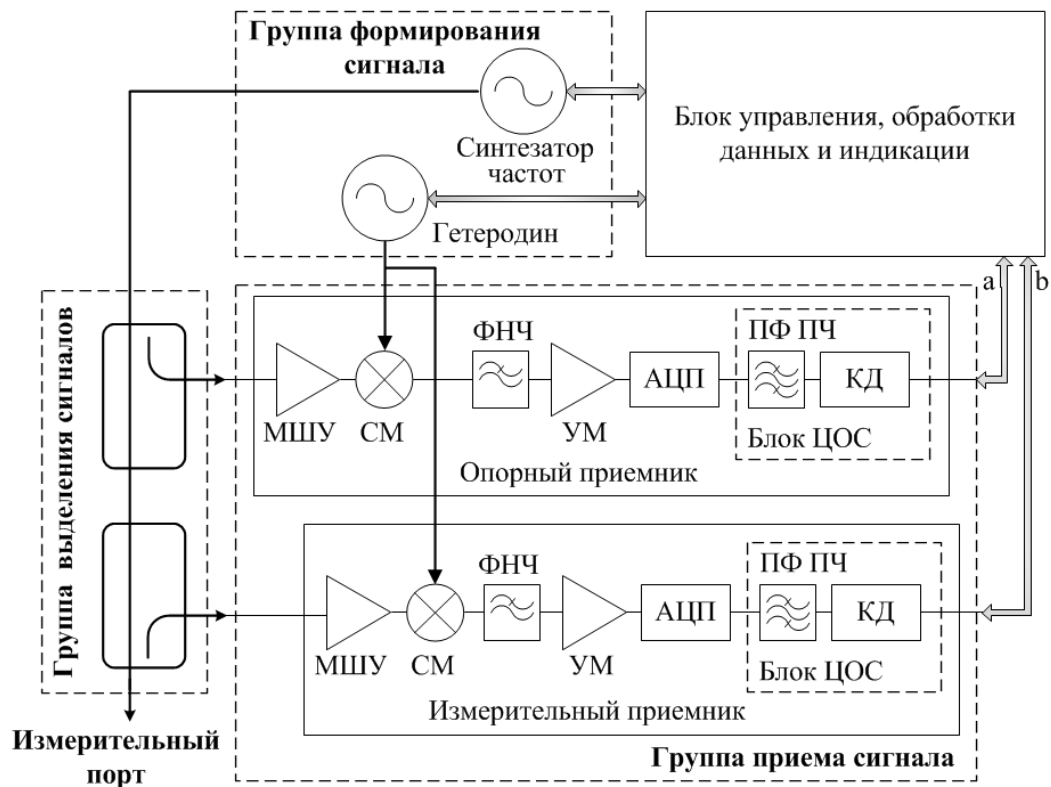 Группа формирования
сигнала
Синтезатор
частот
Гетеродин
Блок управления, обработки
данных и индикации
a
b
Группа выделения сигналов
МШУ
СМ
ФНЧ
УМ
АЦП
ПФ ПЧ
КД
Блок ЦОС
Опорный приемник
МШУ
СМ
ФНЧ
УМ
АЦП
ПФ ПЧ
КД
Блок ЦОС
Измерительный приемник
Измерительный
порт
Группа приема сигнала